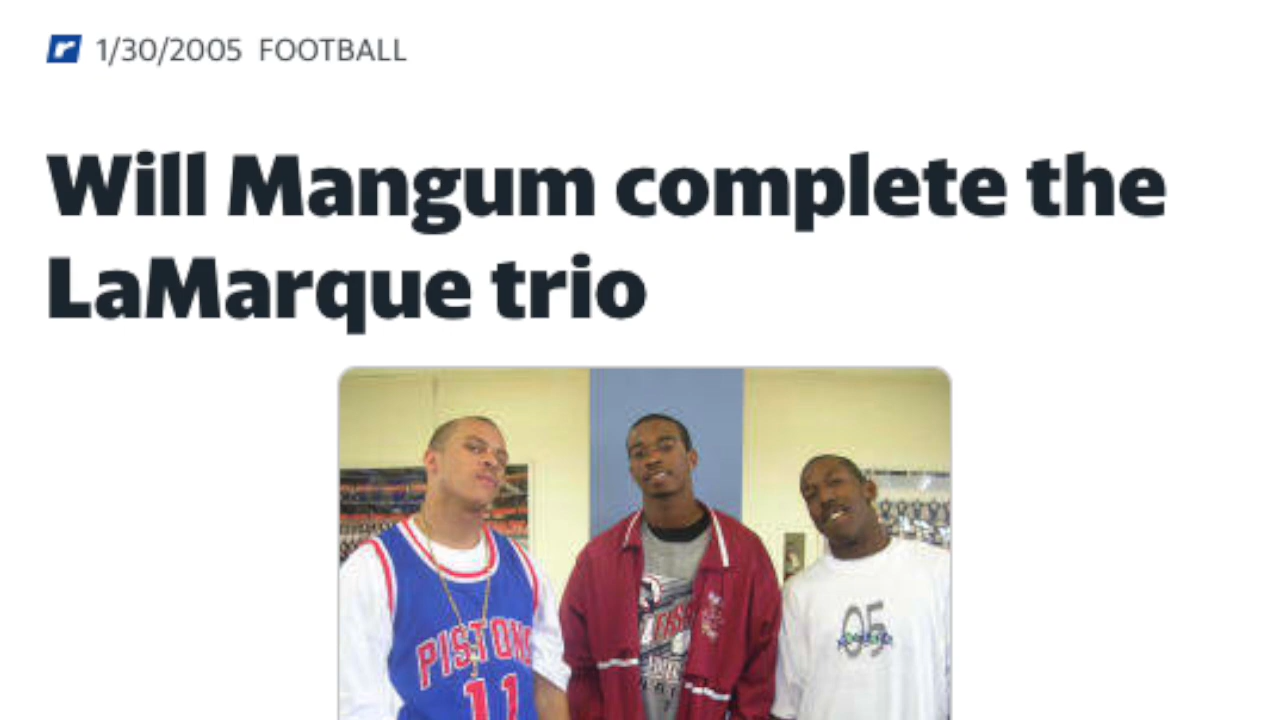 1/30/2005 FOOTBALL
Will Mangum complete the
LaMarque trio
PISTONS
11
05